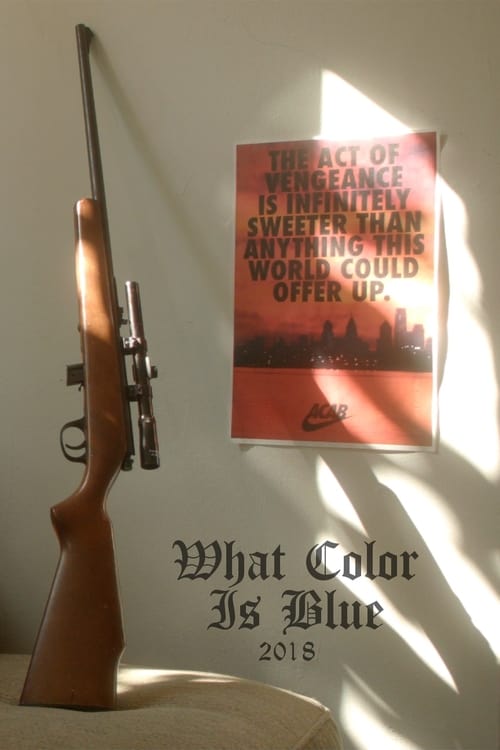 THE ACT OF
VENGEANCE
IS INFINITELY
SWEETER THAN
ANYTHING THIS
WORLD COULD
OFFER UP.
ACAB
What Color
Is Blue
2018